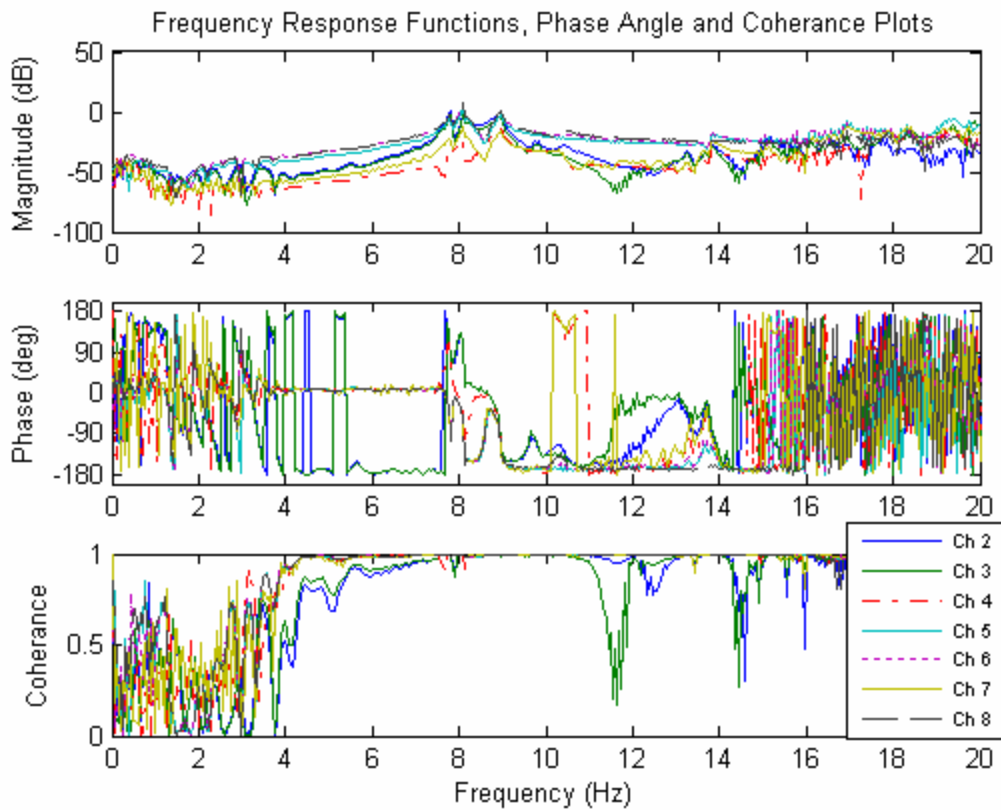 Frequency Response Functions, Phase Angle and Coherance Plots
Magnitude (dB)
50
0
-50
-100
0 2 4 6 8 10 12 14 16 18 20
Phase (deg)
180
90
0
-90
-180
0 2 4 6 8 10 12 14 16 18 20
Coherance
1
0.5
0
0 2 4 6 8 10 12 14 16 18 20
Frequency (Hz)
Ch 2
Ch 3
Ch 4
Ch 5
Ch 6
Ch 7
Ch 8